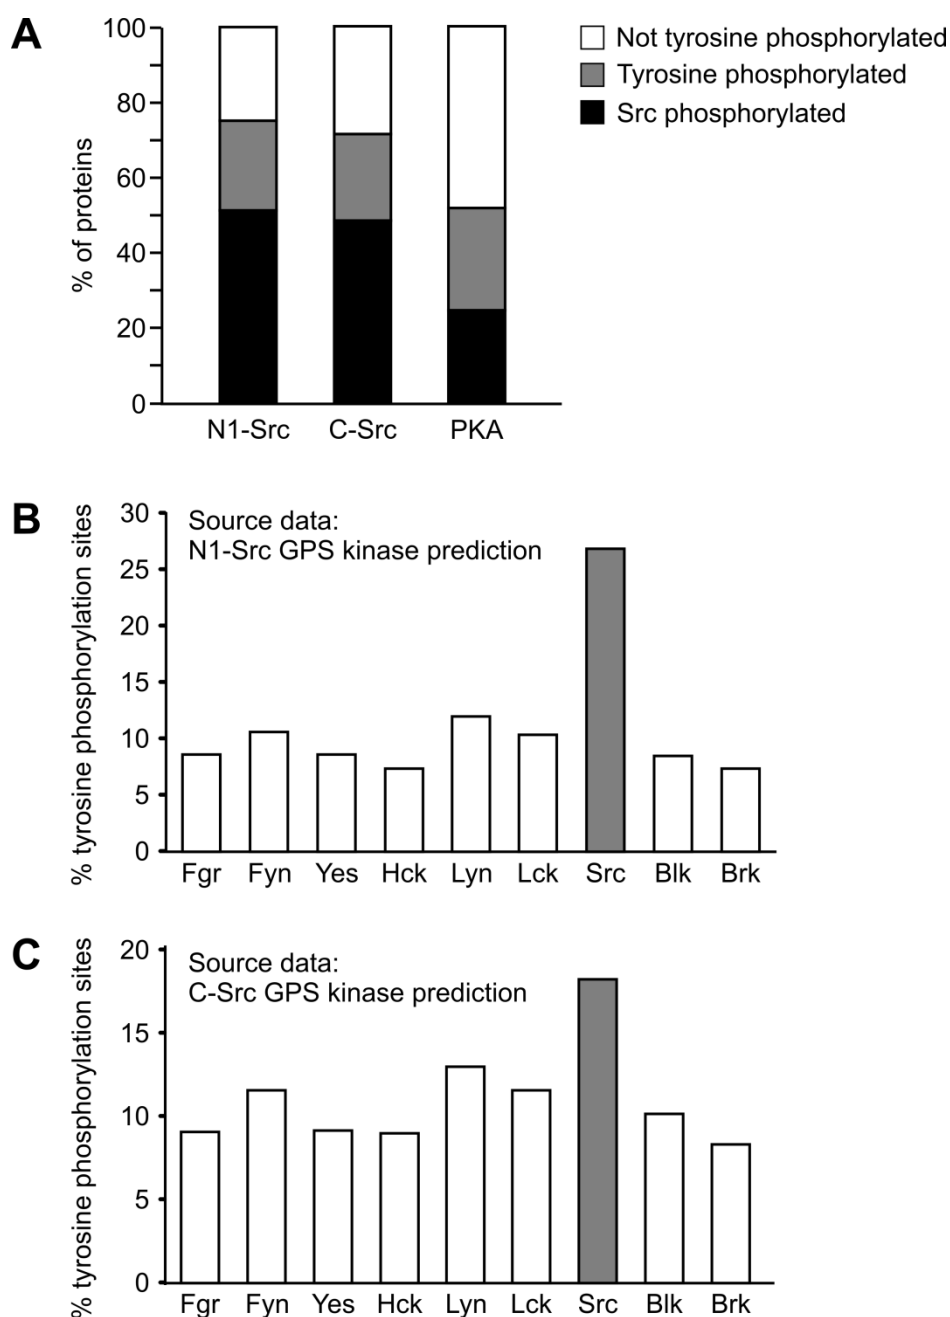 A
100
80
60
40
20
0
% of proteins
N1-Src
C-Src
PKA
Not tyrosine phosphorylated
Tyrosine phosphorylated
Src phosphorylated
B
30
25
20
15
10
5
0
% tyrosine phosphorylation sites
Source data:
N1-Src GPS kinase prediction
Fgr
Fyn
Yes
Hck
Lyn
Lck
Src
Blk
Brk
C
20
15
10
5
0
% tyrosine phosphorylation sites
Source data:
C-Src GPS kinase prediction
Fgr
Fyn
Yes
Hck
Lyn
Lck
Src
Blk
Brk